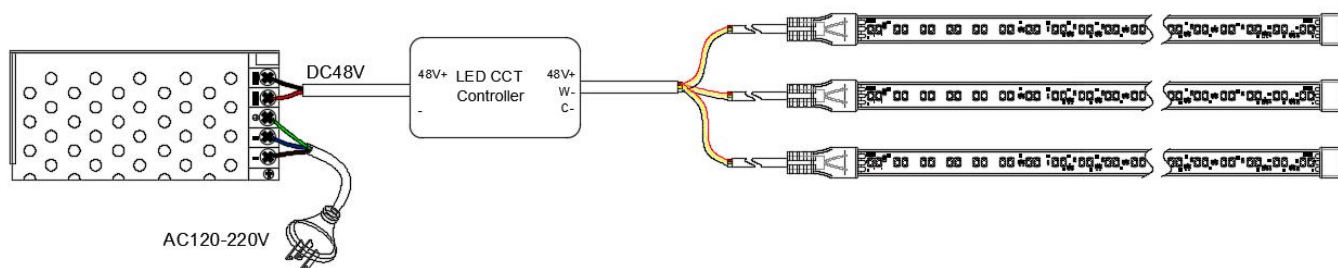 DC48V
48V+
-
LED CCT
Controller
48V+
W-
C-
AC120-220V